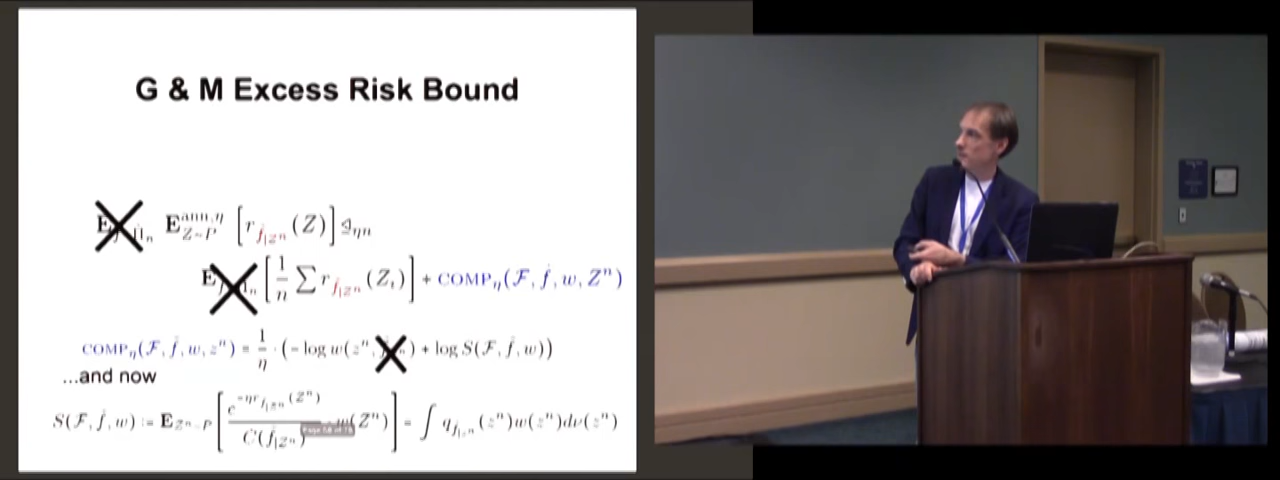 G & M Excess Risk Bound
E^{ann,η}_{Z∼P} [r_{f̂|Z^n} (Z)] ⊴_{ηn}
[1/n ∑ r_{f̂|Z^n} (Z_i)] + COMP_η(F, f̂, w, Z^n)
COMP_η(F, f̂, w, z^n) = 1/η · (− log w(z^n, ) + log S(F, f̂, w))
...and now
S(F, f̂, w) := E_{Z^n∼P} [e^{−ηr_{f̂|z^n}(Z^n)} / C(f̂|Z^n) w(Z^n)] = ∫ q_{f̂|z^n} (z^n)w(z^n)dν(z^n)